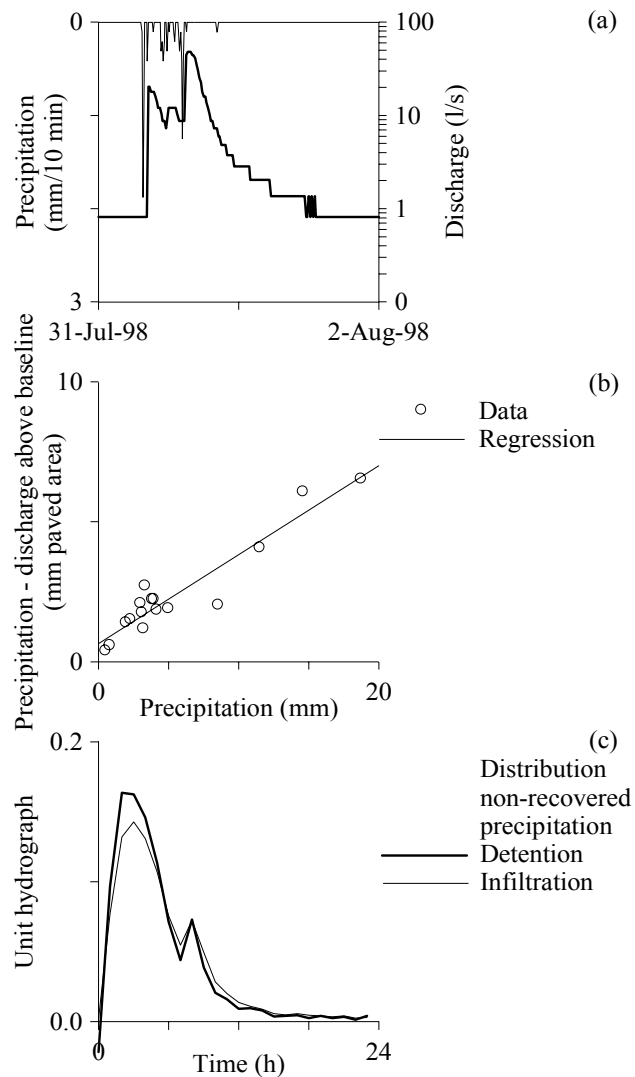 (a)
0
100
10
1
0
3
Precipitation
(mm/10 min)
Discharge (l/s)
31-Jul-98
2-Aug-98
(b)
10
0
Precipitation - discharge above baseline
(mm paved area)
Data
Regression
0
20
Precipitation (mm)
(c)
0.2
0.0
Unit hydrograph
Distribution
non-recovered
precipitation
Detention
Infiltration
0
24
Time (h)